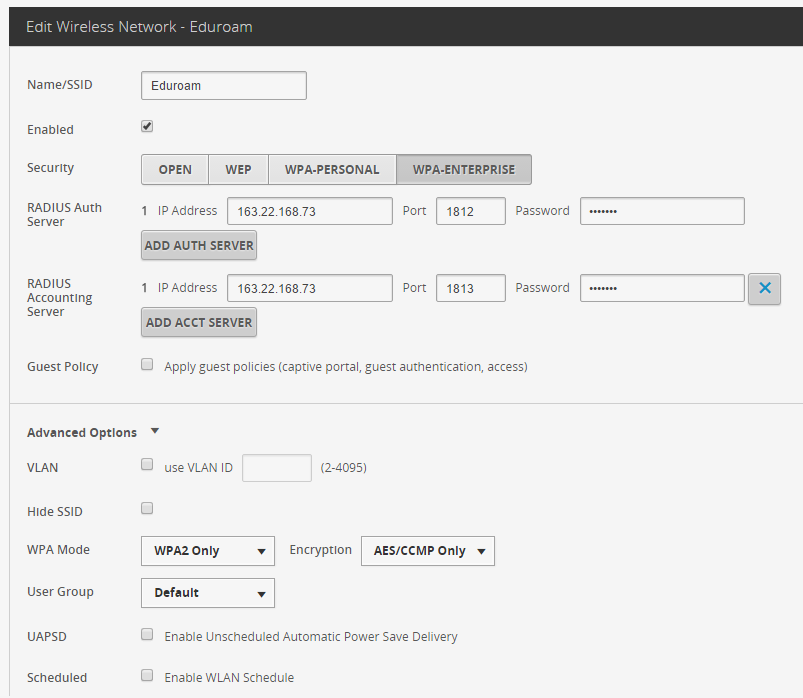 Edit Wireless Network - Eduroam
Name/SSID Eduroam
Enabled
Security OPEN WEP WPA-PERSONAL WPA-ENTERPRISE
RADIUS Auth Server 1 IP Address 163.22.168.73 Port 1812 Password •••••••
ADD AUTH SERVER
RADIUS Accounting Server 1 IP Address 163.22.168.73 Port 1813 Password •••••••
ADD ACCT SERVER
Guest Policy Apply guest policies (captive portal, guest authentication, access)
Advanced Options
VLAN use VLAN ID (2-4095)
Hide SSID
WPA Mode WPA2 Only Encryption AES/CCMP Only
User Group Default
UAPSD Enable Unscheduled Automatic Power Save Delivery
Scheduled Enable WLAN Schedule